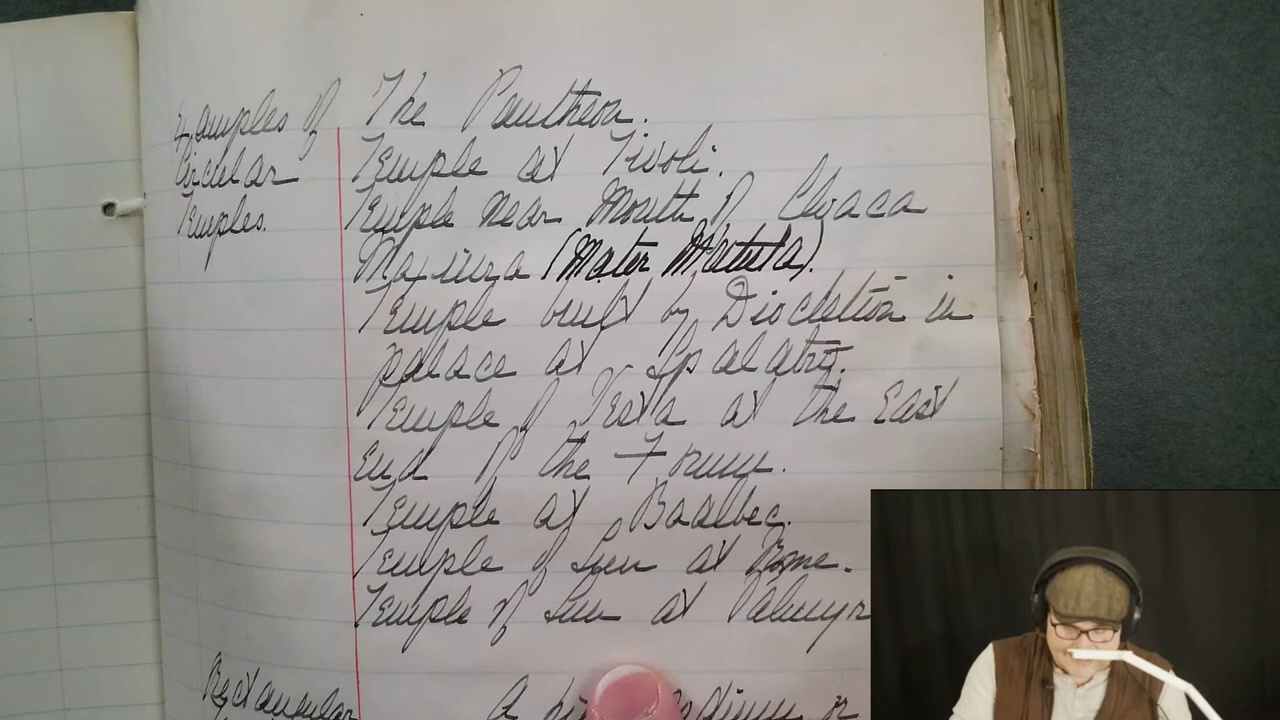 Examples of
Circular
Temples.
The Pantheon.
Temple at Tivoli.
Temple near Mouth of Cloaca
Maxima (Mater Matuta).
Temple built by Diocletian in
palace at Spalatro.
Temple of Vesta at the East
End of the Forum.
Temple at Baalbec.
Temple of Sun at Rome.
Temple of Sun at Palmyr
Rectangular
A